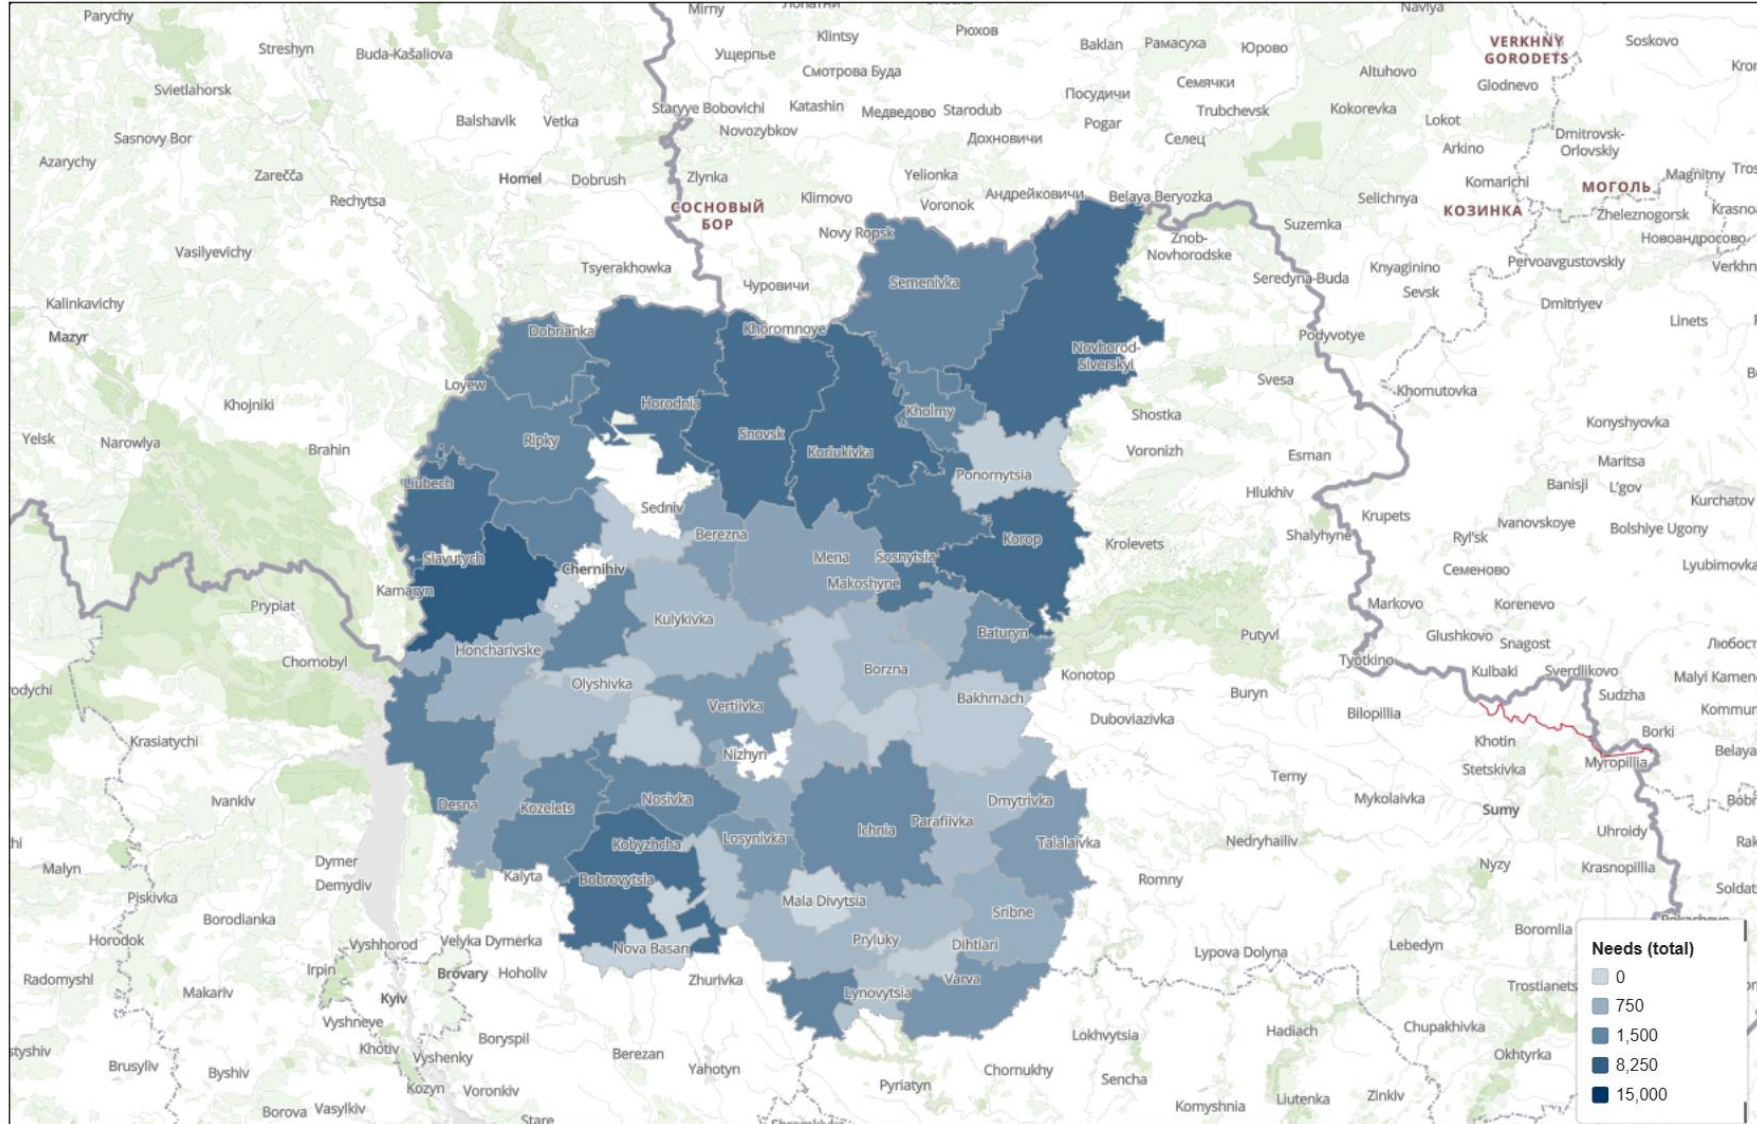 Mirny
Navlya
Parychy
Streshyn
Buda-Kašaliova
Ущерпье
Klintsy
Рюхов
Baklan
Рамасуха
Юрово
VERKHNY
GORODETS
Soskovo
Смотрова Буда
Altuhovo
Glodnevo
Svietlahorsk
Семячки
Посудичи
Staryye Bobovichi
Katashin
Медведово
Starodub
Trubchevsk
Kokorevka
Lokot
Balshavik
Vetka
Novozybkov
Pogar
Sasnovy Bor
Дохновичи
Селец
Dmitrovsk-
Orlovskiy
Arkino
Azarychy
Zarečča
Homel
Dobrush
Zlynka
Yelionka
Komarichi
МОГОЛЬ
Magnitny
Rechytsa
СОСНОВЫЙ
БОР
Klimovo
Voronok
Андрейковичи
Belaya Beryozka
Selichnya
КОЗИНКА
Zheleznogorsk
Suzemka
Novy Ropsk
Znob-
Novhorodske
Новоандросово
Vasilyevichy
Tsyerakhowka
Knyaginino
Pervoavgustovskiy
Чуровичи
Semenivka
Seredyna-Buda
Sevsk
Kalinkavichy
Dmitriyev
Mazyr
Dobrianka
Khoromnoye
Podyvotye
Linets
Novhorod-
Siverskyi
Loyew
Svesa
Khomutovka
Khojniki
Horodnia
Kholmy
Shostka
Konyshyovka
Yelsk
Narowlya
Brahin
Ripky
Snovsk
Koriukivka
Voronizh
Esman
Maritsa
Liubech
Ponornytsia
Hlukhiv
Banisji
L'gov
Kurchatov
Sedniv
Krupets
Ivanovskoye
Bolshiye Ugony
Berezna
Korop
Krolevets
Shalyhyne
Ryl'sk
Slavutych
Chernihiv
Mena
Sosnytsia
Семеново
Lyubimovka
Kamaryn
Makoshyne
Prypiat
Markovo
Korenevo
Kulykivka
Baturyn
Putyvl
Glushkovo
Snagost
Chornobyl
Honcharivske
Tyotkino
Kulbaki
Sverdlikovo
Borzna
Konotop
Olyshivka
Bakhmach
Buryn
Sudzha
Vertiivka
Duboviazivka
Bilopillia
Krasiatychi
Khotin
Borki
Nizhyn
Stetskivka
Myropillia
Terny
Ivankiv
Desna
Kozelets
Nosivka
Dmytrivka
Mykolaivka
Sumy
Parafiivka
Ichnia
Losynivka
Kobyzhcha
Talalaivka
Nedryhailiv
Uhroidy
Malyn
Dymer
Demydiv
Kalyta
Bobrovytsia
Romny
Nyzy
Krasnopillia
Piskivka
Mala Divytsia
Borodianka
Sribne
Horodok
Vyshhorod
Velyka Dymerka
Nova Basan
Pryluky
Dihtiari
Lypova Dolyna
Lebedyn
Boromlia
Radomyshl
Irpin
Brovary
Hoholiv
Zhurivka
Varva
Makariv
Kyiv
Lynovytsia
Trostianets
Vyshneve
Boryspil
Lokhvytsia
Hadiach
Chupakhivka
Khotiv
Vyshenky
Berezan
Yahotyn
Okhtyrka
Brusyliv
Byshiv
Kozyn
Voronkiv
Pyriatyn
Chornukhy
Sencha
Borova
Vasylkiv
Komyshnia
Liutenka
Zinkiv
Stare
Needs (total)
0
750
1,500
8,250
15,000